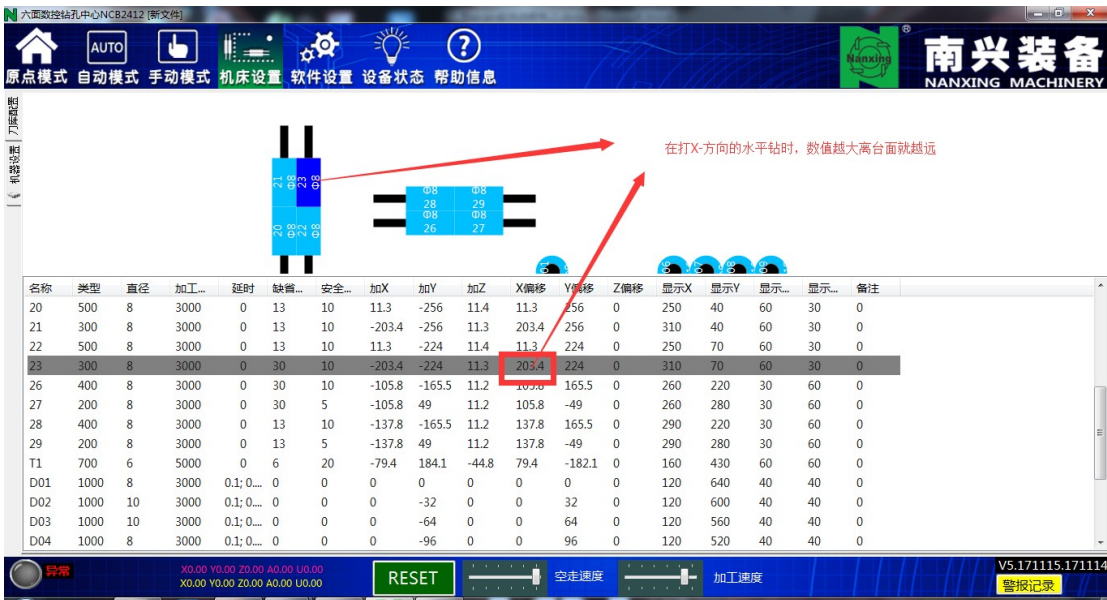 六面数控钻孔中心NCB2412 [新文件]
AUTO
原点模式 自动模式 手动模式 机床设置 软件设置 设备状态 帮助信息
Nanxing
®
南兴装备
NANXING MACHINERY
刀库配置
机器设置
在打X-方向的水平钻时，数值越大离台面就越远
21 Φ8 23 Φ8
20 Φ8 22 Φ8
Φ8 Φ8
28 29
Φ8 Φ8
26 27
名称 类型 直径 加工... 延时 缺省... 安全... 加X 加Y 加Z X偏移 Y偏移 Z偏移 显示X 显示Y 显示... 显示... 备注
20 500 8 3000 0 13 10 11.3 -256 11.4 11.3 256 0 250 40 60 30 0
21 300 8 3000 0 13 10 -203.4 -256 11.3 203.4 256 0 310 40 60 30 0
22 500 8 3000 0 13 10 11.3 -224 11.4 11.3 224 0 250 70 60 30 0
23 300 8 3000 0 30 10 -203.4 -224 11.3 203.4 224 0 310 70 60 30 0
26 400 8 3000 0 30 10 -105.8 -165.5 11.2 105.8 165.5 0 260 220 30 60 0
27 200 8 3000 0 30 5 -105.8 49 11.2 105.8 -49 0 260 280 30 60 0
28 400 8 3000 0 13 10 -137.8 -165.5 11.2 137.8 165.5 0 290 220 30 60 0
29 200 8 3000 0 13 5 -137.8 49 11.2 137.8 -49 0 290 280 30 60 0
T1 700 6 5000 0 6 20 -79.4 184.1 -44.8 79.4 -182.1 0 160 430 60 60 0
D01 1000 8 3000 0.1; 0.... 0 0 0 0 0 0 0 0 120 640 40 40 0
D02 1000 10 3000 0.1; 0.... 0 0 0 -32 0 0 32 0 120 600 40 40 0
D03 1000 10 3000 0.1; 0.... 0 0 0 -64 0 0 64 0 120 560 40 40 0
D04 1000 8 3000 0.1; 0.... 0 0 0 -96 0 0 96 0 120 520 40 40 0
异常
X0.00 Y0.00 Z0.00 A0.00 U0.00
X0.00 Y0.00 Z0.00 A0.00 U0.00
RESET
空走速度
加工速度
V5.171115.171114
警报记录